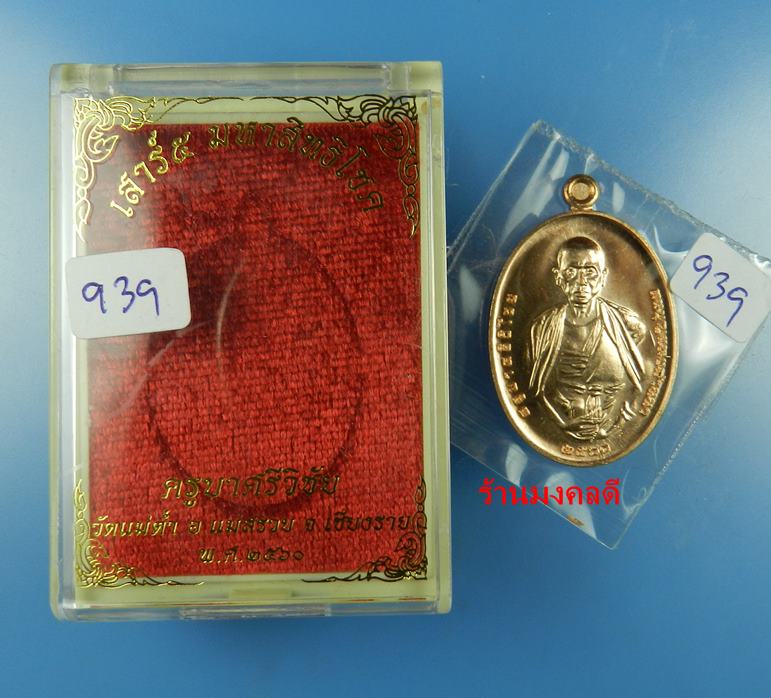 เสาร์๕ มหาสิทธิโชค
939
ครูบาศรีวิชัย
วัดแม่ต๋ำ อ แม่สรวย จ เชียงราย
พ.ศ.๒๕๖๐
939
ร้านมงคลดี